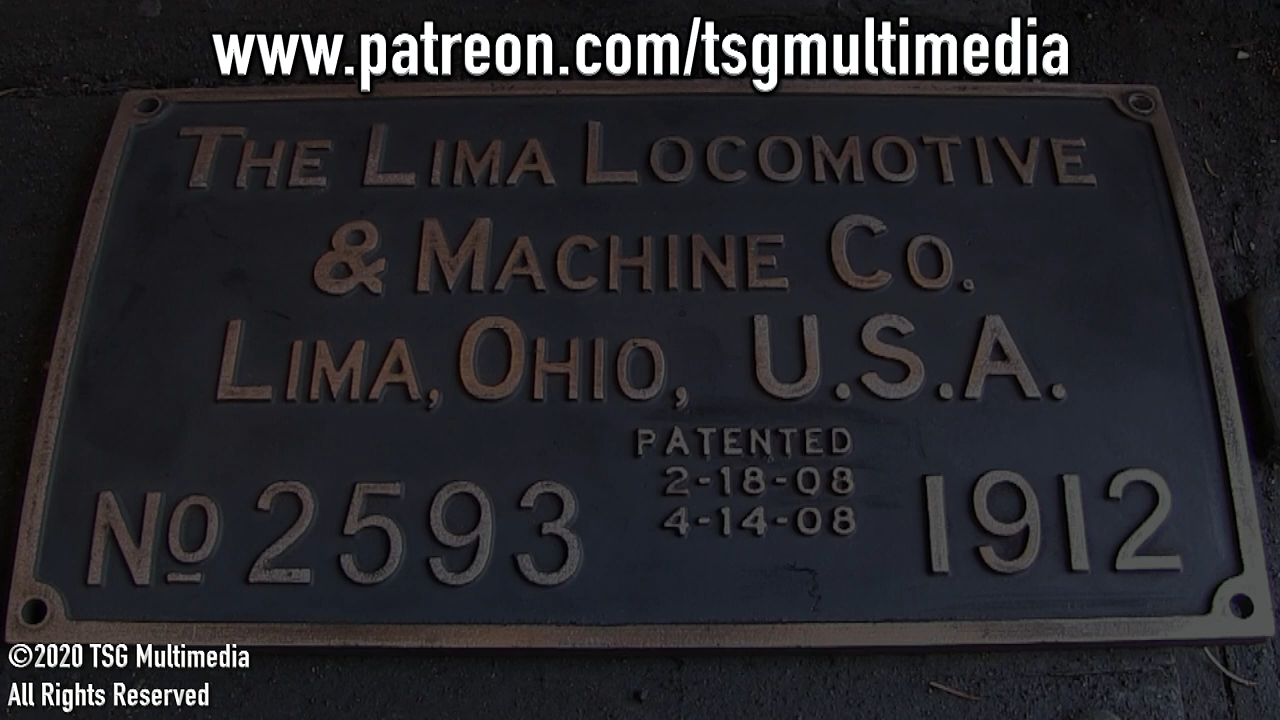 www.patreon.com/tsgmultimedia
THE LIMA LOCOMOTIVE
& MACHINE CO.
LIMA, OHIO, U.S.A.
PATENTED
2-18-08
4-14-08
No 2593
1912
©2020 TSG Multimedia
All Rights Reserved